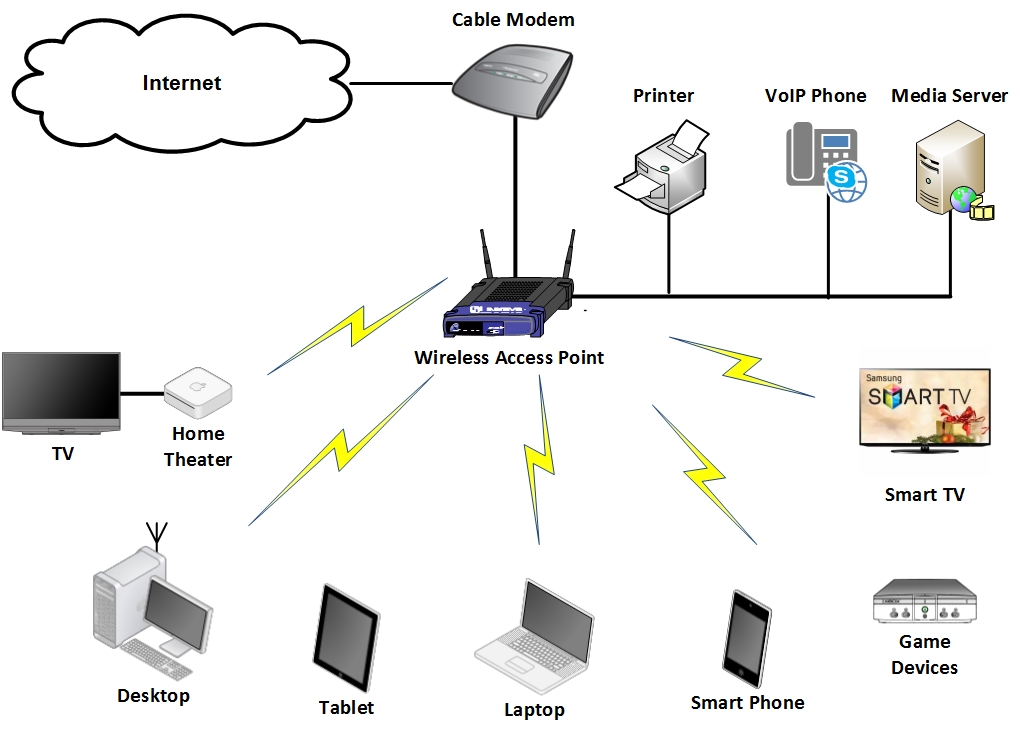 Cable Modem
Internet
Printer
VoIP Phone
Media Server
S
Wireless Access Point
Samsung
SMART TV
TV
Home
Theater
Smart TV
Desktop
Tablet
Laptop
Smart Phone
Game
Devices